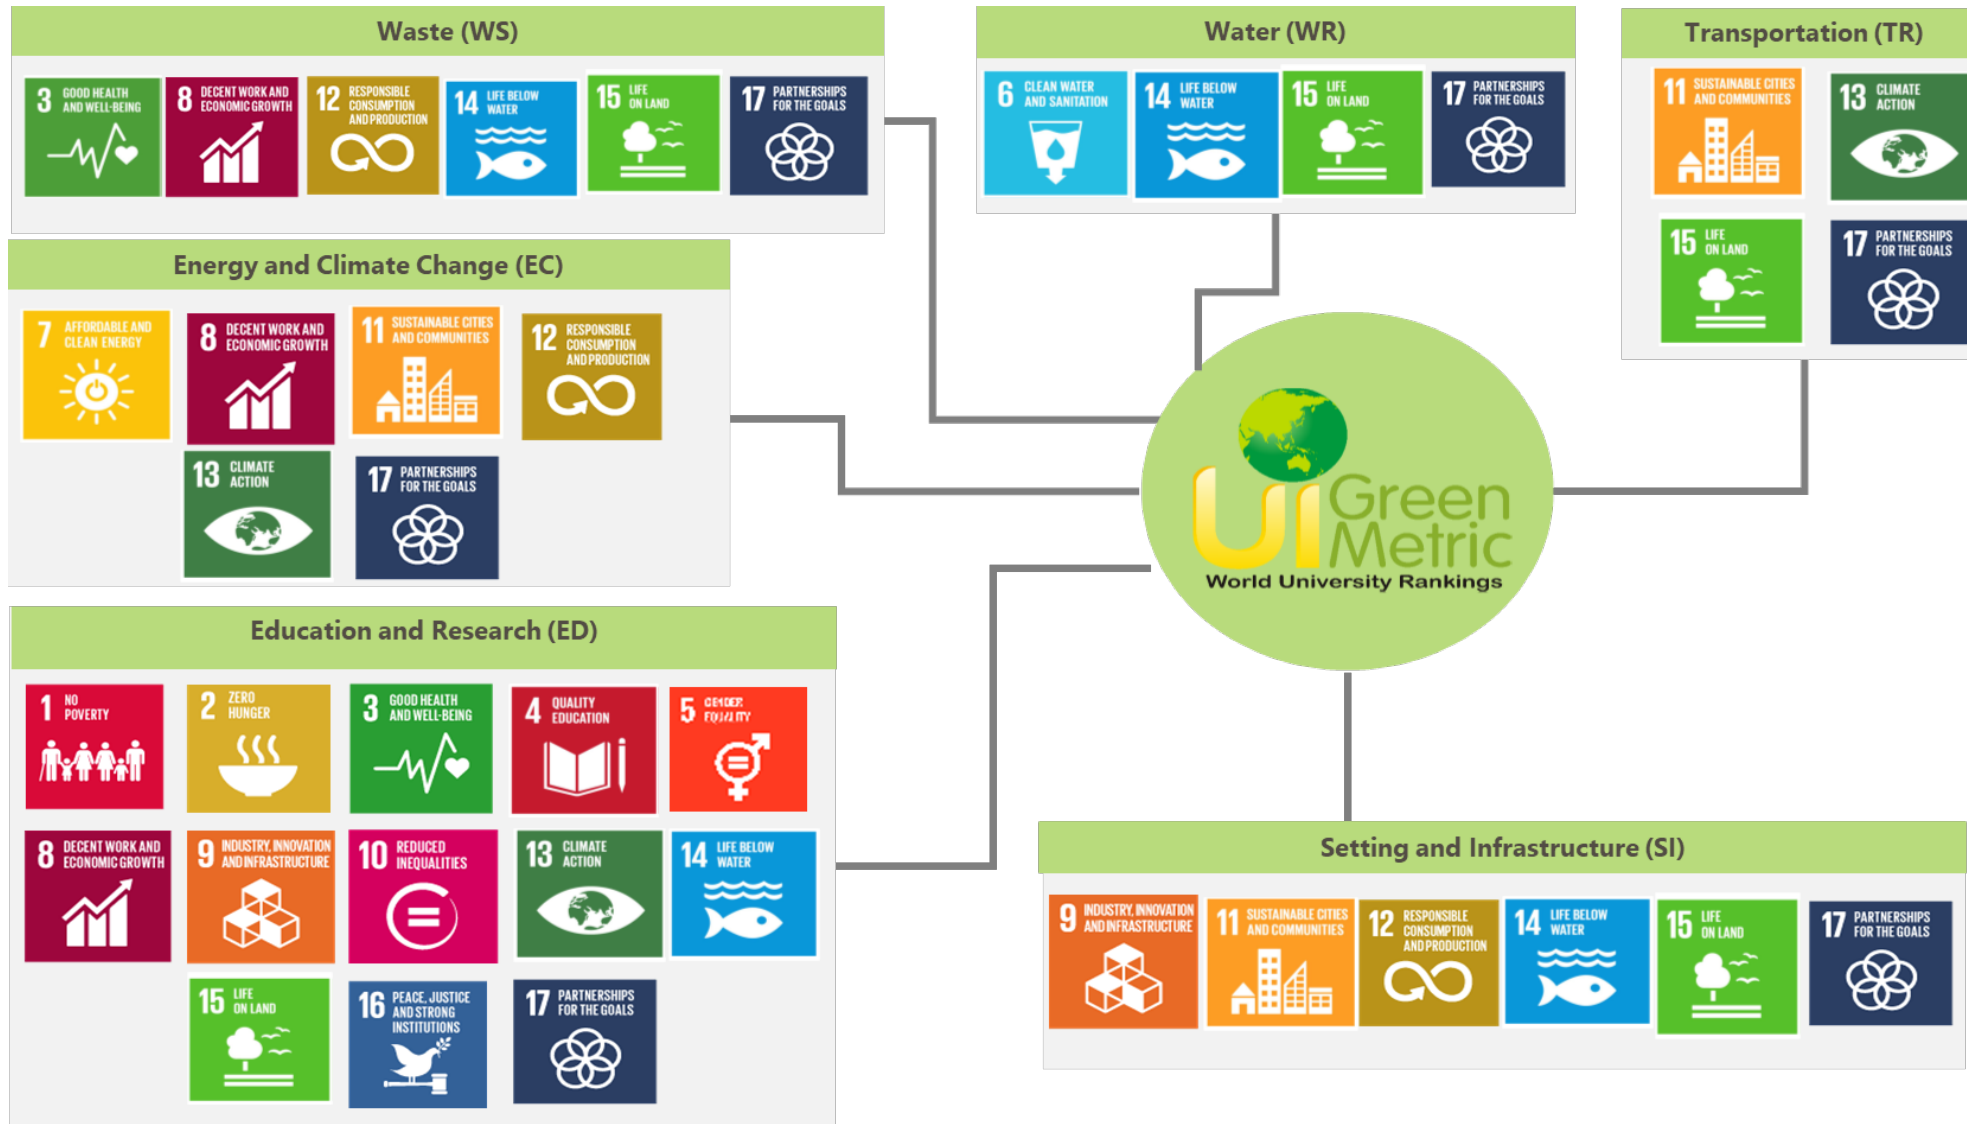 Waste (WS)
3 GOOD HEALTH
AND WELL-BEING
8 DECENT WORK AND
ECONOMIC GROWTH
12 RESPONSIBLE
CONSUMPTION
AND PRODUCTION
14 LIFE BELOW
WATER
15 LIFE
ON LAND
17 PARTNERSHIPS
FOR THE GOALS
Water (WR)
6 CLEAN WATER
AND SANITATION
14 LIFE BELOW
WATER
15 LIFE
ON LAND
17 PARTNERSHIPS
FOR THE GOALS
Transportation (TR)
11 SUSTAINABLE CITIES
AND COMMUNITIES
13 CLIMATE
ACTION
15 LIFE
ON LAND
17 PARTNERSHIPS
FOR THE GOALS
Energy and Climate Change (EC)
7 AFFORDABLE AND
CLEAN ENERGY
8 DECENT WORK AND
ECONOMIC GROWTH
11 SUSTAINABLE CITIES
AND COMMUNITIES
12 RESPONSIBLE
CONSUMPTION
AND PRODUCTION
13 CLIMATE
ACTION
17 PARTNERSHIPS
FOR THE GOALS
UI Green
Metric
World University Rankings
Education and Research (ED)
1 NO
POVERTY
2 ZERO
HUNGER
3 GOOD HEALTH
AND WELL-BEING
4 QUALITY
EDUCATION
5 GENDER
EQUALITY
8 DECENT WORK AND
ECONOMIC GROWTH
9 INDUSTRY, INNOVATION
AND INFRASTRUCTURE
10 REDUCED
INEQUALITIES
13 CLIMATE
ACTION
14 LIFE BELOW
WATER
15 LIFE
ON LAND
16 PEACE, JUSTICE
AND STRONG
INSTITUTIONS
17 PARTNERSHIPS
FOR THE GOALS
Setting and Infrastructure (SI)
9 INDUSTRY, INNOVATION
AND INFRASTRUCTURE
11 SUSTAINABLE CITIES
AND COMMUNITIES
12 RESPONSIBLE
CONSUMPTION
AND PRODUCTION
14 LIFE BELOW
WATER
15 LIFE
ON LAND
17 PARTNERSHIPS
FOR THE GOALS